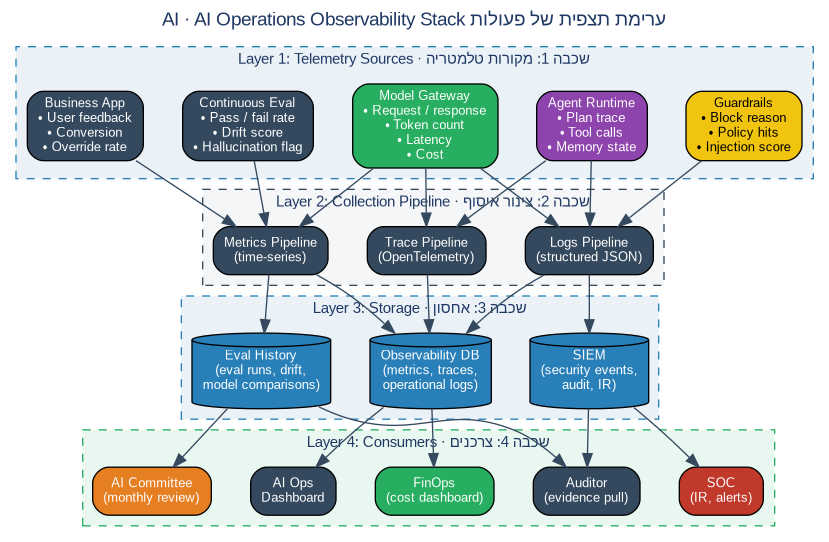 AI · AI Operations Observability Stack ערימת תצפית של פעולות
Layer 1: Telemetry Sources · שכבה 1: מקורות טלמטריה
Business App
• User feedback
• Conversion
• Override rate
Continuous Eval
• Pass / fail rate
• Drift score
• Hallucination flag
Model Gateway
• Request / response
• Token count
• Latency
• Cost
Agent Runtime
• Plan trace
• Tool calls
• Memory state
Guardrails
• Block reason
• Policy hits
• Injection score
Layer 2: Collection Pipeline · שכבה 2: צינור איסוף
Metrics Pipeline
(time-series)
Trace Pipeline
(OpenTelemetry)
Logs Pipeline
(structured JSON)
Layer 3: Storage · שכבה 3: אחסון
Eval History
(eval runs, drift,
model comparisons)
Observability DB
(metrics, traces,
operational logs)
SIEM
(security events,
audit, IR)
Layer 4: Consumers · שכבה 4: צרכנים
AI Committee
(monthly review)
AI Ops
Dashboard
FinOps
(cost dashboard)
Auditor
(evidence pull)
SOC
(IR, alerts)